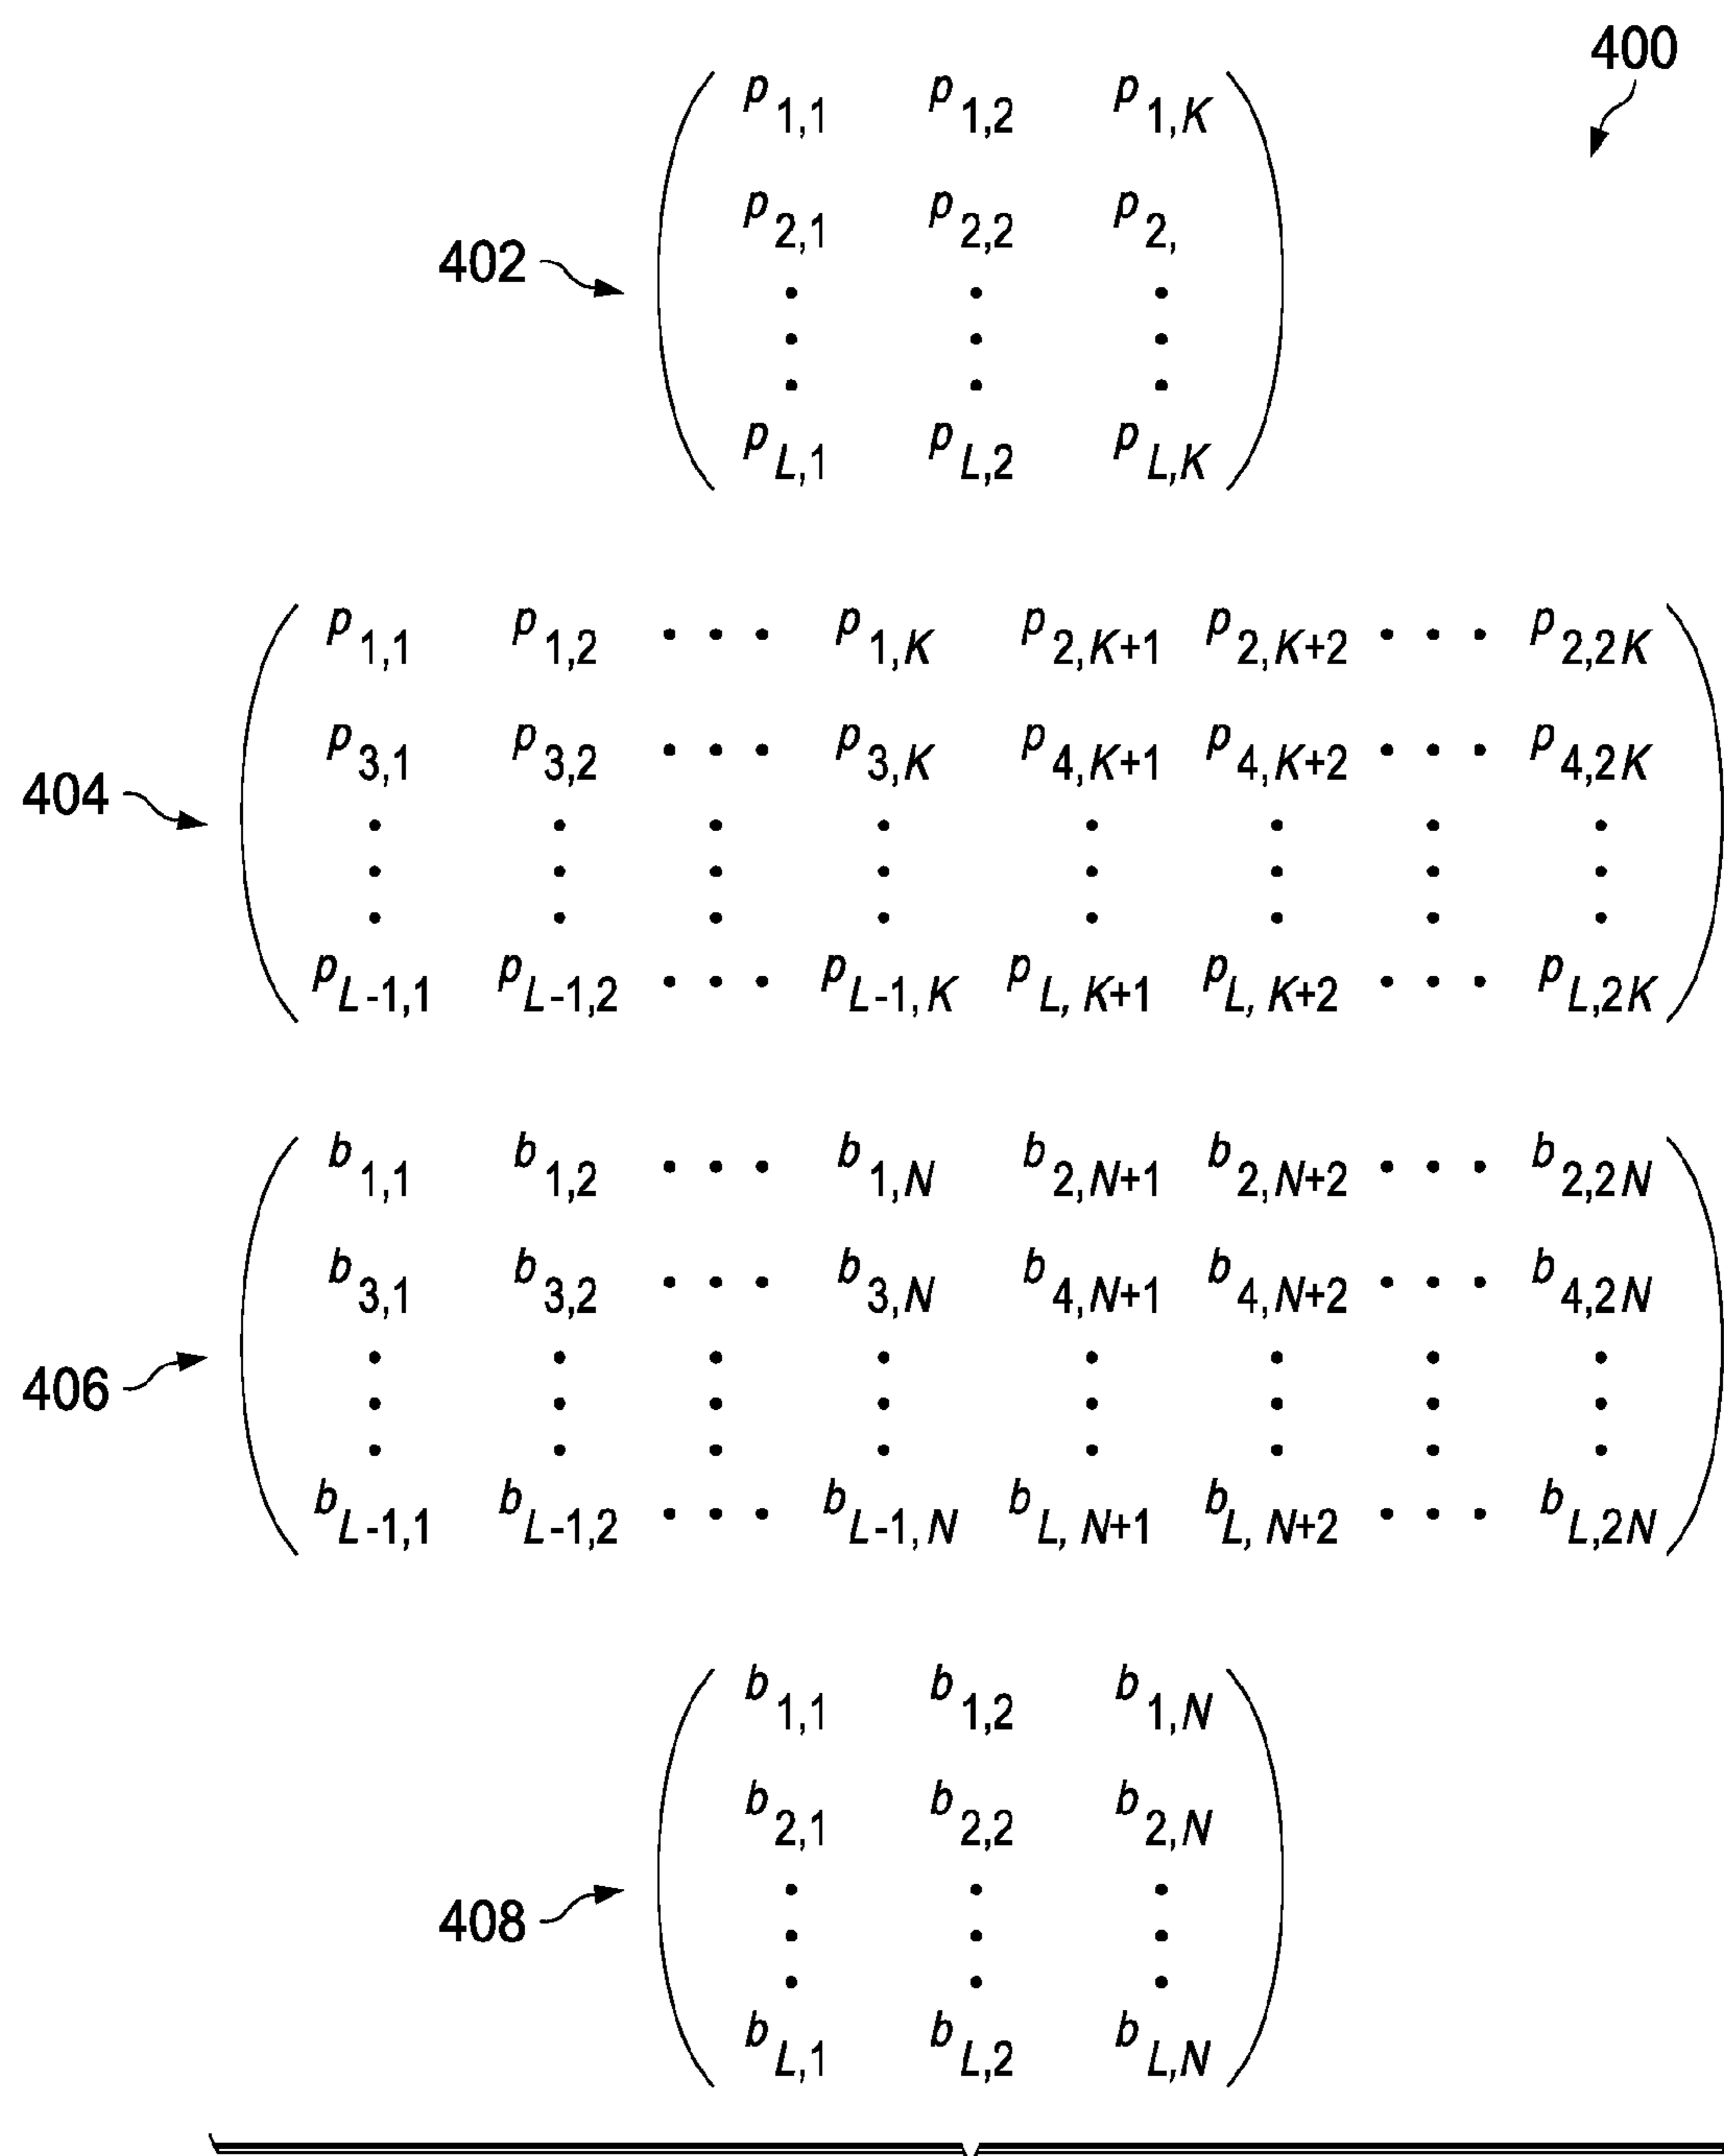 400
p1,1 p1,2 p1,K
p2,1 p2,2 p2,
402
pL,1 pL,2 pL,K
p1,1 p1,2 • • • p1,K p2,K+1 p2,K+2 • • • p2,2K
p3,1 p3,2 • • • p3,K p4,K+1 p4,K+2 • • • p4,2K
404
pL-1,1 pL-1,2 • • • pL-1,K pL,K+1 pL,K+2 • • • pL,2K
b1,1 b1,2 • • • b1,N b2,N+1 b2,N+2 • • • b2,2N
b3,1 b3,2 • • • b3,N b4,N+1 b4,N+2 • • • b4,2N
406
bL-1,1 bL-1,2 • • • bL-1,N bL,N+1 bL,N+2 • • • bL,2N
b1,1 b1,2 b1,N
b2,1 b2,2 b2,N
408
bL,1 bL,2 bL,N